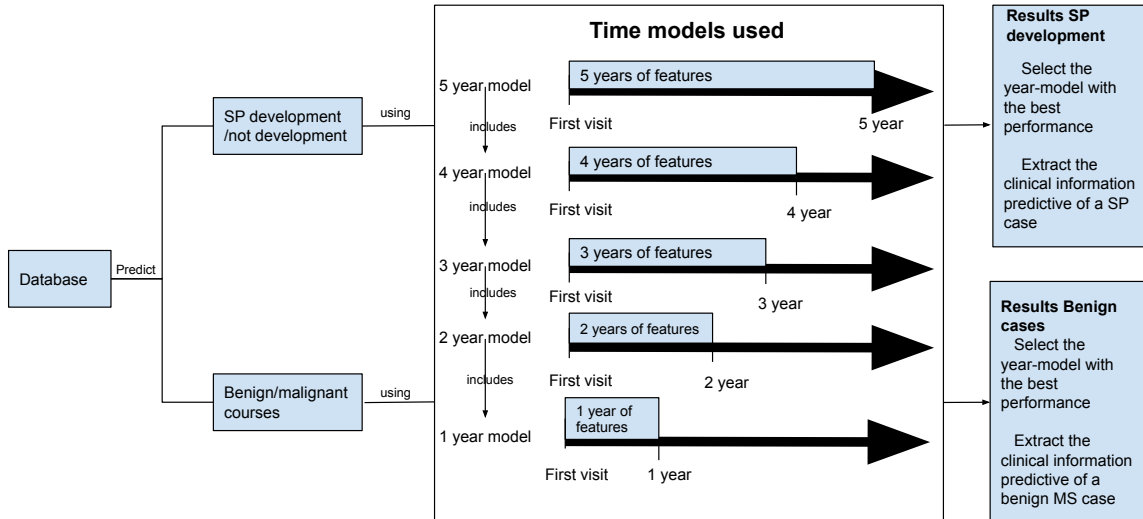 Database
Predict
SP development
/not development
Benign/malignant
courses
using
using
Time models used
5 year model
5 years of features
First visit
5 year
includes
4 year model
4 years of features
First visit
4 year
includes
3 year model
3 years of features
First visit
3 year
includes
2 year model
2 years of features
First visit
2 year
includes
1 year model
1 year of
features
First visit
1 year
Results SP
development
Select the
year-model with
the best
performance
Extract the
clinical information
predictive of a SP
case
Results Benign
cases
Select the
year-model with
the best
performance
Extract the
clinical information
predictive of a
benign MS case